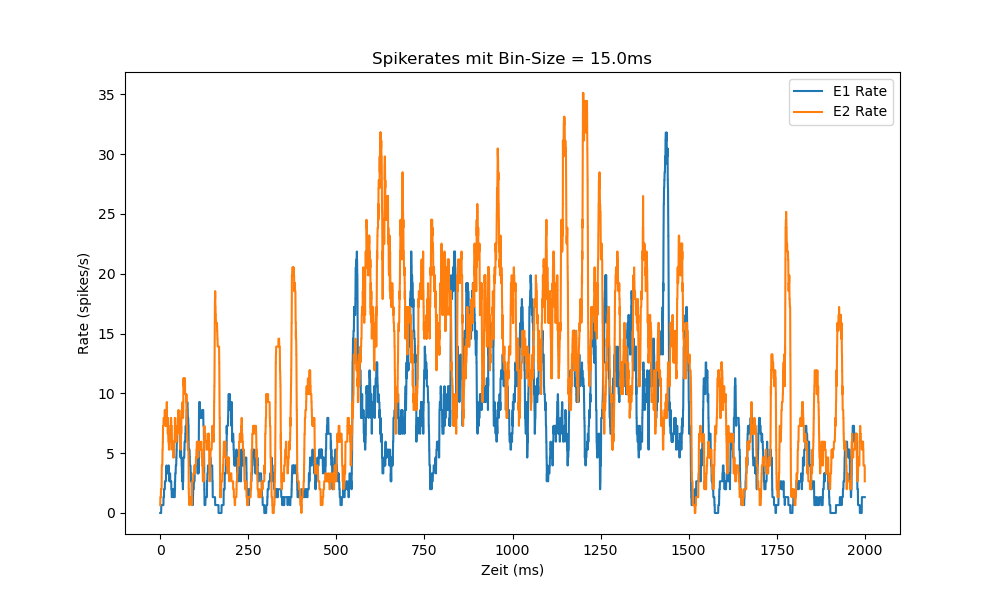 Spikerates mit Bin-Size = 15.0ms
E1 Rate
E2 Rate
35
30
25
20
15
10
5
0
Rate (spikes/s)
0 250 500 750 1000 1250 1500 1750 2000
Zeit (ms)